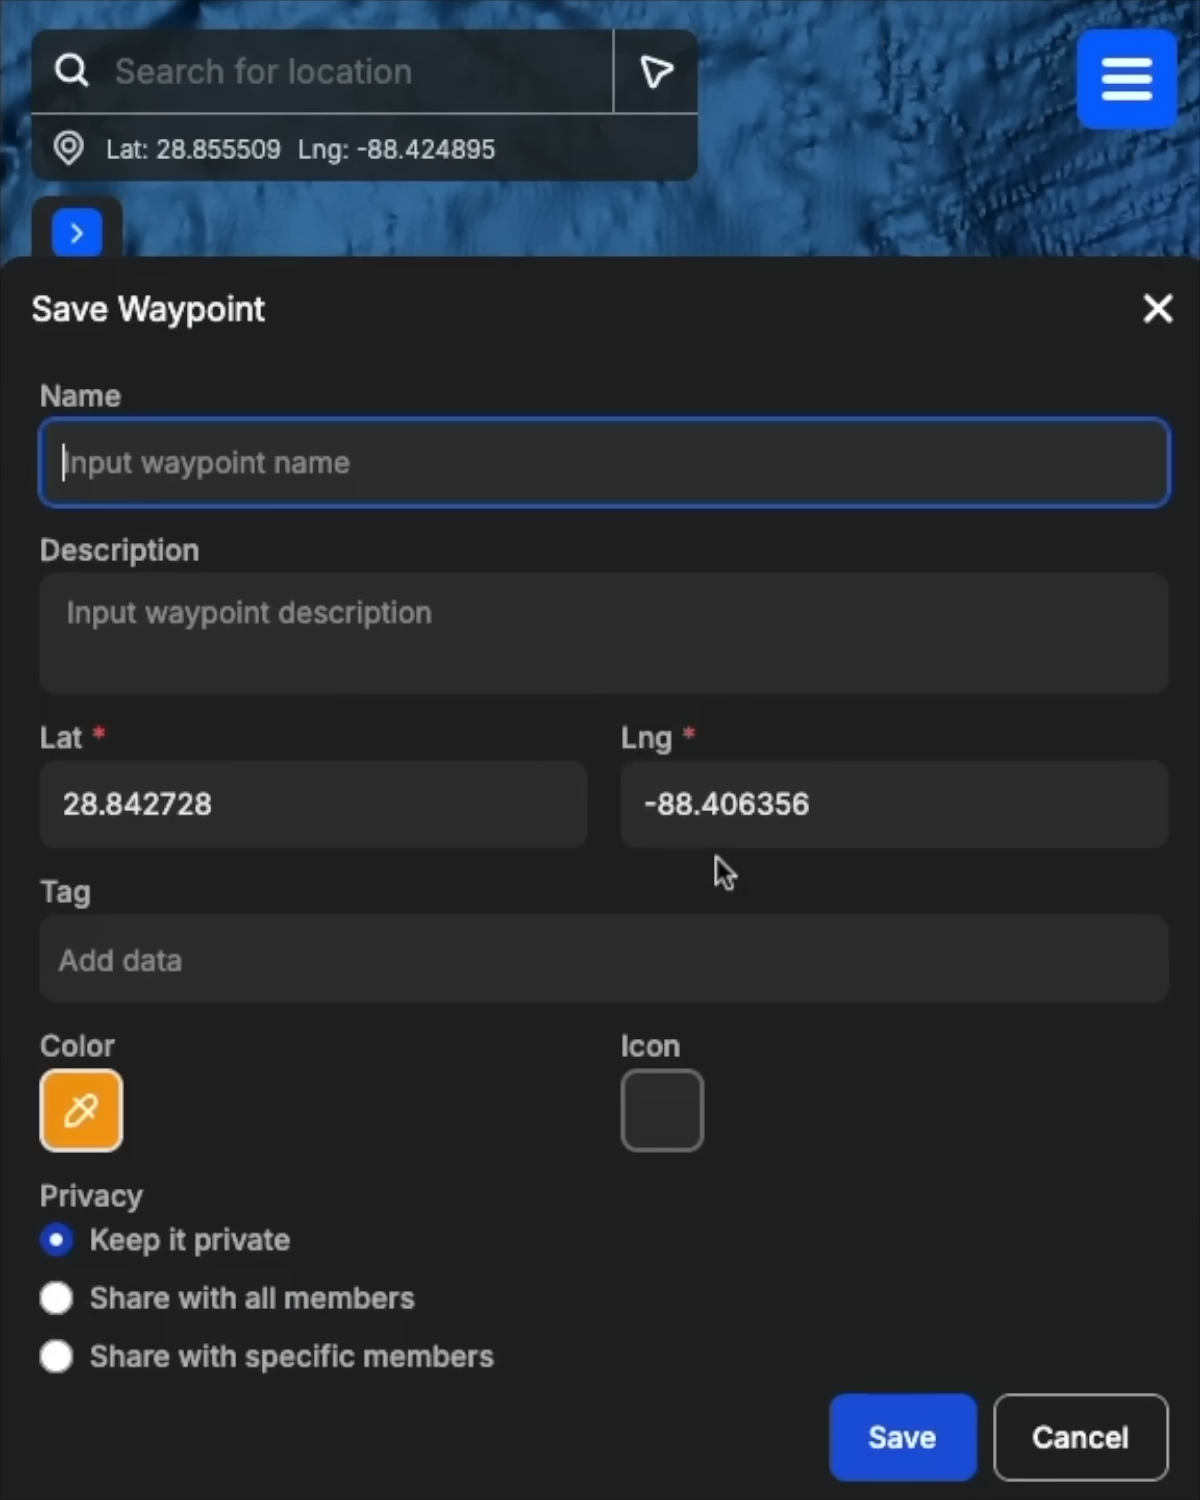 Search for location
Lat: 28.855509 Lng: -88.424895
Save Waypoint
Name
Input waypoint name
Description
Input waypoint description
Lat * Lng *
28.842728 -88.406356
Tag
Add data
Color Icon
Privacy
Keep it private
Share with all members
Share with specific members
Save Cancel